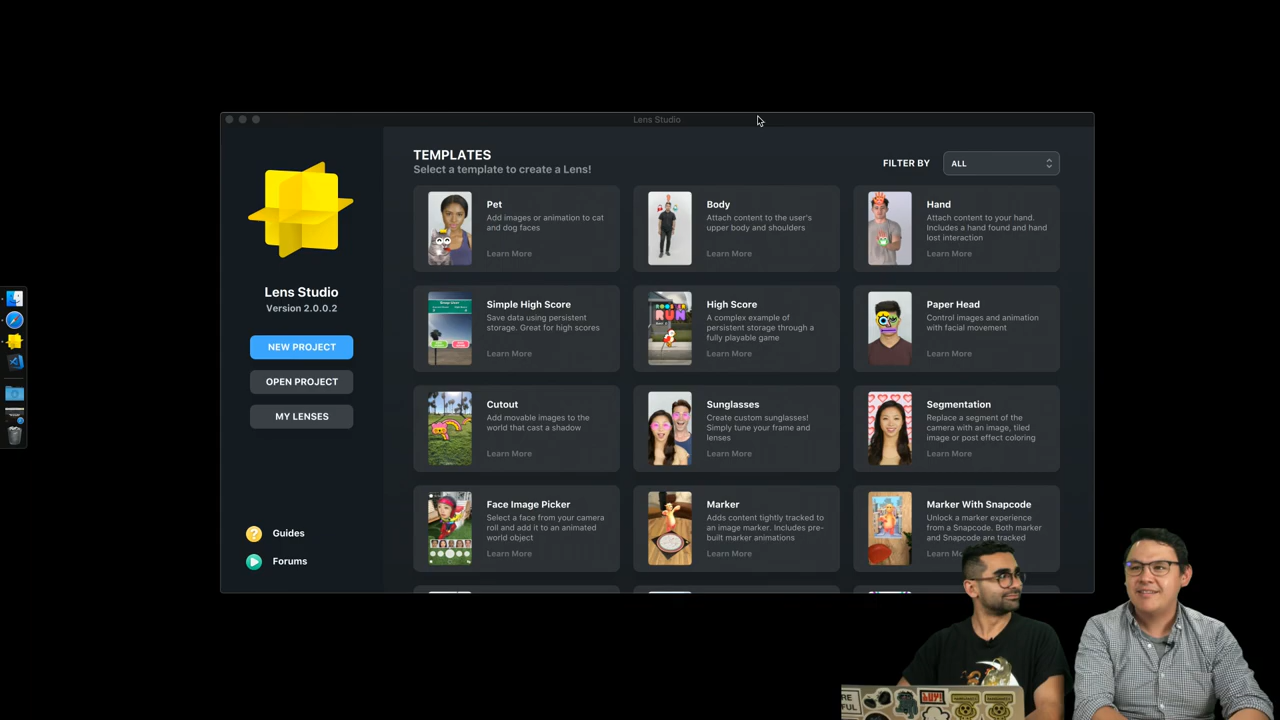 Lens Studio
TEMPLATES
Select a template to create a Lens!
FILTER BY
ALL
Lens Studio
Version 2.0.0.2
NEW PROJECT
OPEN PROJECT
MY LENSES
Guides
Forums
Pet
Add images or animation to cat
and dog faces
Learn More
Body
Attach content to the user's
upper body and shoulders
Learn More
Hand
Attach content to your hand.
Includes a hand found and hand
lost interaction
Learn More
Simple High Score
Save data using persistent
storage. Great for high scores
Learn More
High Score
A complex example of
persistent storage through a
fully playable game
Learn More
Paper Head
Control images and animation
with facial movement
Learn More
Cutout
Add movable images to the
world that cast a shadow
Learn More
Sunglasses
Create custom sunglasses!
Simply tune your frame and
lenses
Learn More
Segmentation
Replace a segment of the
camera with an image, tiled
image or post effect coloring
Learn More
Face Image Picker
Select a face from your camera
roll and add it to an animated
world object
Learn More
Marker
Adds content tightly tracked to
an image marker. Includes pre-
built marker animations
Learn More
Marker With Snapcode
Unlock a marker experience
from a Snapcode. Both marker
and Snapcode are tracked
Learn Mo